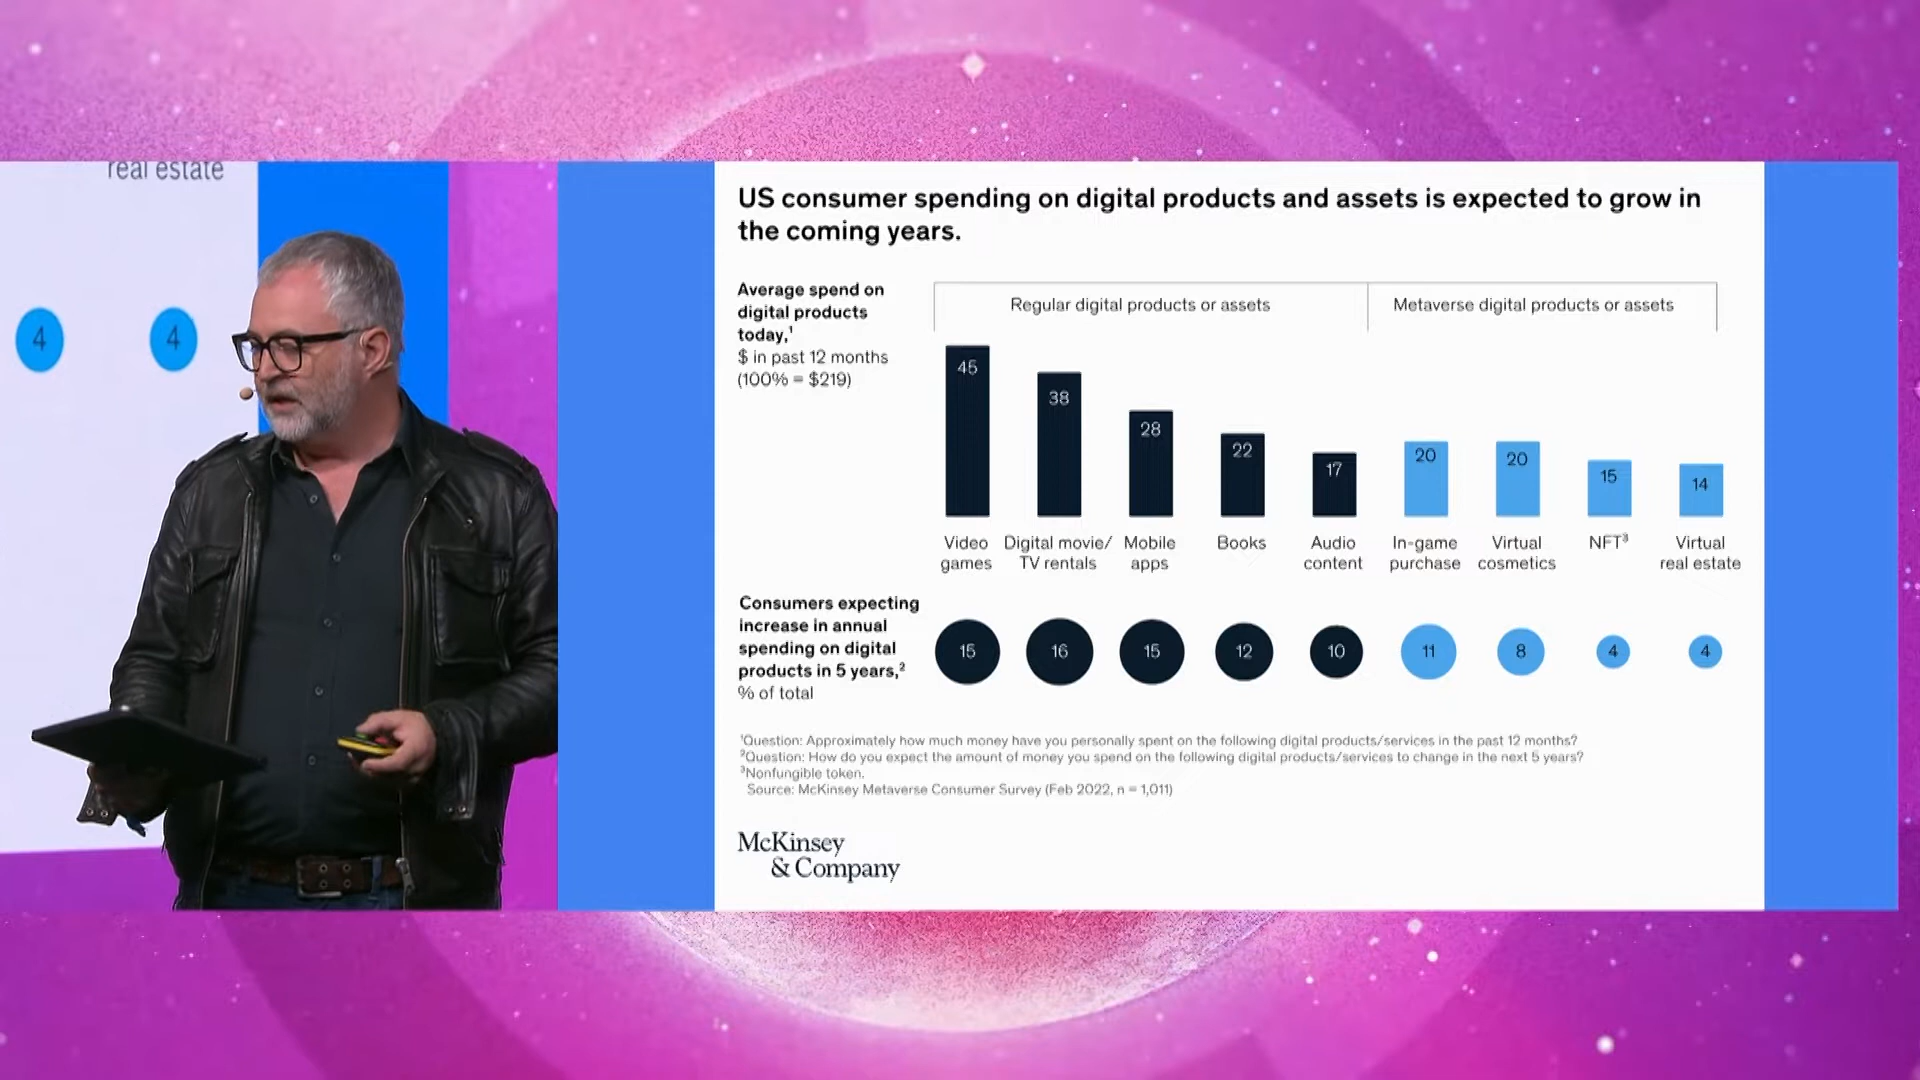 real estate
4 4
US consumer spending on digital products and assets is expected to grow in
the coming years.
Average spend on
digital products
today,¹
$ in past 12 months
(100% = $219)
Regular digital products or assets
Metaverse digital products or assets
45 38 28 22 17 20 20 15 14
Video games
Digital movie/ TV rentals
Mobile apps
Books
Audio content
In-game purchase
Virtual cosmetics
NFT³
Virtual real estate
Consumers expecting
increase in annual
spending on digital
products in 5 years,²
% of total
15 16 15 12 10 11 8 4 4
¹Question: Approximately how much money have you personally spent on the following digital products/services in the past 12 months?
²Question: How do you expect the amount of money you spend on the following digital products/services to change in the next 5 years?
³Nonfungible token.
Source: McKinsey Metaverse Consumer Survey (Feb 2022, n = 1,011)
McKinsey
& Company